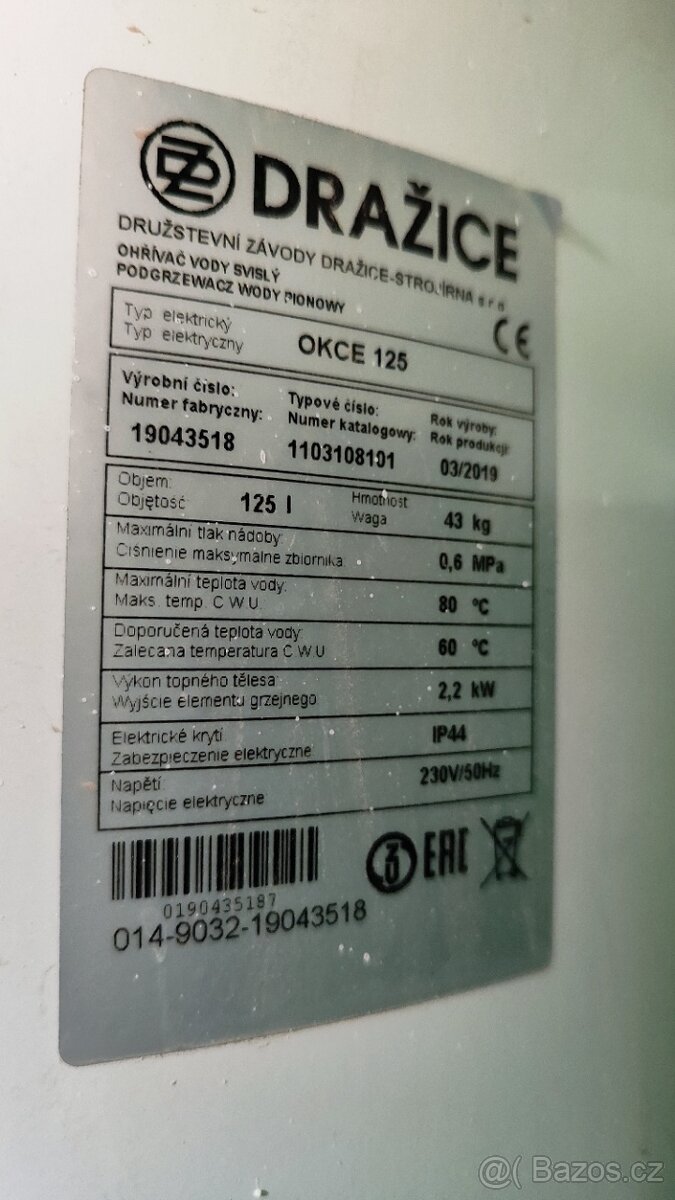 DRAŽICE
DRUŽSTEVNÍ ZÁVODY DRAŽICE-STROJÍRNA s r o
OHŘÍVAČ VODY SVISLÝ
PODGRZEWACZ WODY PIONOWY
CE
Typ elektrický
Typ elektryczny
OKCE 125
Výrobní číslo:
Numer fabryczny:
19043518
Typové číslo:
Numer katalogowy:
1103108101
Rok výroby:
Rok produkcji
03/2019
Objem:
Objętość
125 l
Hmotnost
Waga
43 kg
Maximální tlak nádoby:
Ciśnienie maksymalne zbiornika:
0,6 MPa
Maximální teplota vody:
Maks. temp. C W U
80 °C
Doporučená teplota vody:
Zalecana temperatura C W U
60 °C
Výkon topného tělesa:
Wyjście elementu grzejnego
2,2 kW
Elektrické krytí
Zabezpieczenie elektryczne
IP44
Napětí
Napięcie elektryczne
230V/50Hz
EAC
0190435187
014-9032-19043518
@( Bazoš.cz